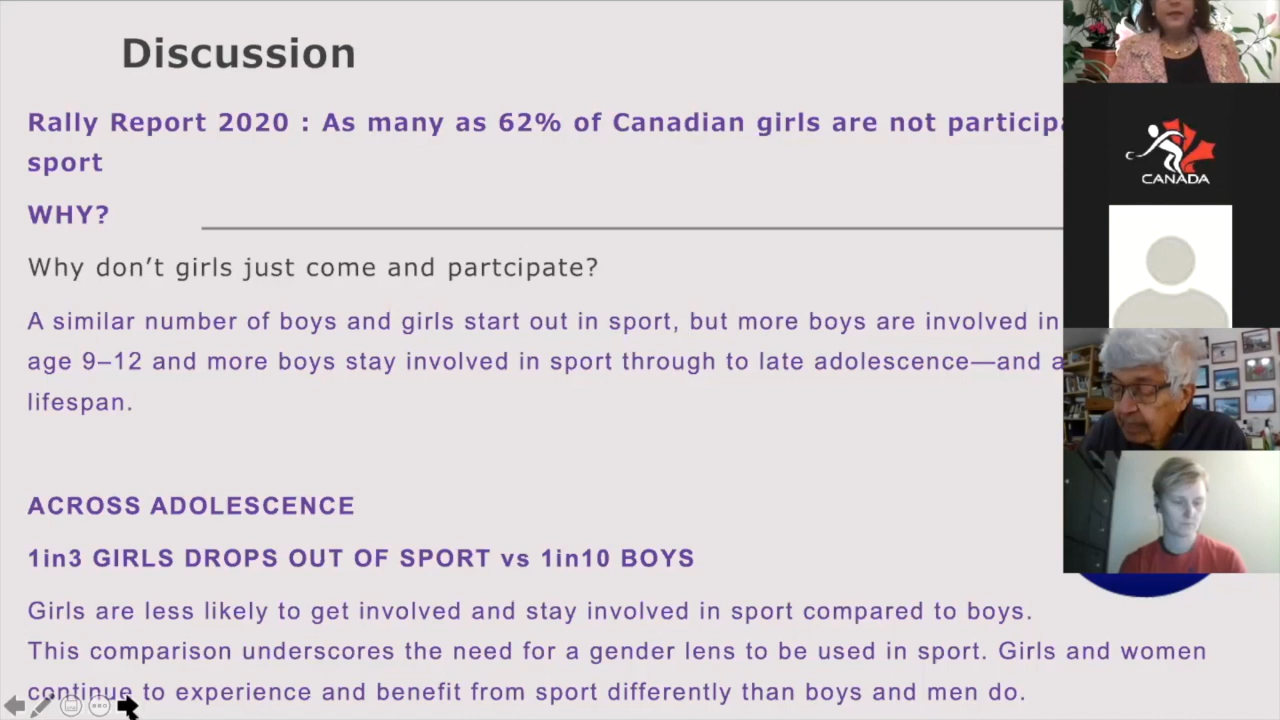 Discussion
Rally Report 2020 : As many as 62% of Canadian girls are not particip
sport
WHY?
Why don’t girls just come and partcipate?
A similar number of boys and girls start out in sport, but more boys are involved in
age 9–12 and more boys stay involved in sport through to late adolescence—and a
lifespan.
ACROSS ADOLESCENCE
1in3 GIRLS DROPS OUT OF SPORT vs 1in10 BOYS
Girls are less likely to get involved and stay involved in sport compared to boys.
This comparison underscores the need for a gender lens to be used in sport. Girls and women
continue to experience and benefit from sport differently than boys and men do.
CANADA